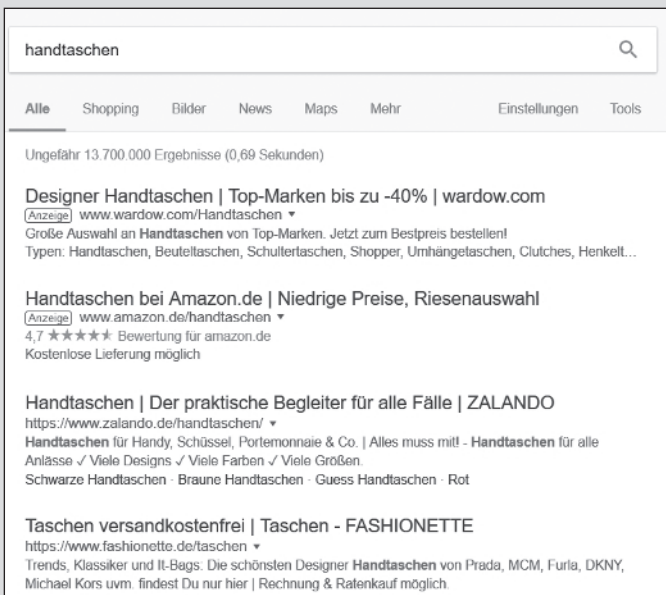 handtaschen
Alle Shopping Bilder News Maps Mehr Einstellungen Tools
Ungefähr 13.700.000 Ergebnisse (0,69 Sekunden)
Designer Handtaschen | Top-Marken bis zu -40% | wardow.com
Anzeige www.wardow.com/Handtaschen ▼
Große Auswahl an Handtaschen von Top-Marken. Jetzt zum Bestpreis bestellen!
Typen: Handtaschen, Beuteltaschen, Schultertaschen, Shopper, Umhängetaschen, Clutches, Henkelt...
Handtaschen bei Amazon.de | Niedrige Preise, Riesenauswahl
Anzeige www.amazon.de/handtaschen ▼
4,7 ★★★★★ Bewertung für amazon.de
Kostenlose Lieferung möglich
Handtaschen | Der praktische Begleiter für alle Fälle | ZALANDO
https://www.zalando.de/handtaschen/ ▼
Handtaschen für Handy, Schüssel, Portemonnaie & Co. | Alles muss mit! - Handtaschen für alle
Anlässe ✓ Viele Designs ✓ Viele Farben ✓ Viele Größen.
Schwarze Handtaschen · Braune Handtaschen · Guess Handtaschen · Rot
Taschen versandkostenfrei | Taschen - FASHIONETTE
https://www.fashionette.de/taschen ▼
Trends, Klassiker und It-Bags: Die schönsten Designer Handtaschen von Prada, MCM, Furla, DKNY,
Michael Kors uvm. findest Du nur hier | Rechnung & Ratenkauf möglich.